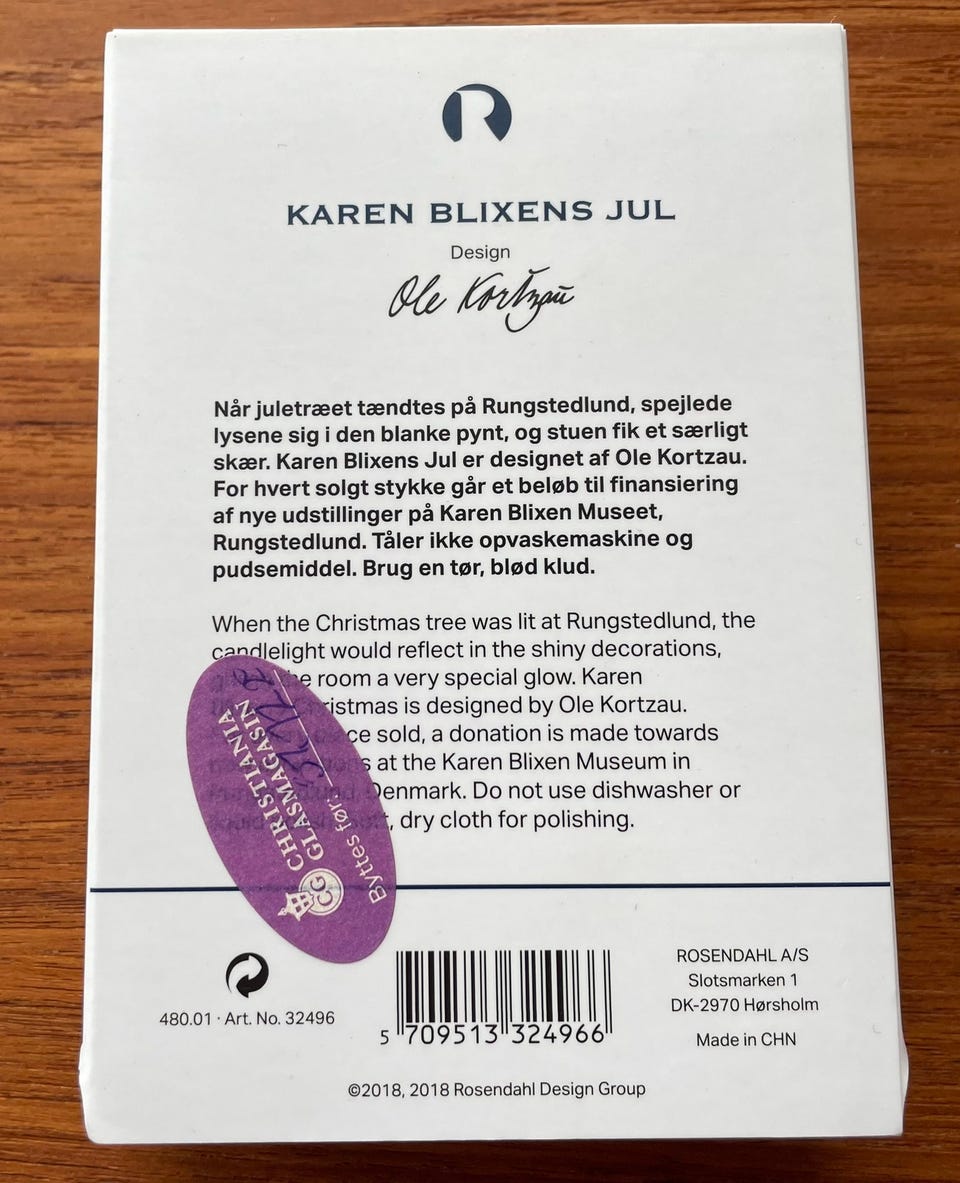 R
KAREN BLIXENS JUL
Design
Ole Kortzau
Når juletræet tændtes på Rungstedlund, spejlede
lysene sig i den blanke pynt, og stuen fik et særligt
skær. Karen Blixens Jul er designet af Ole Kortzau.
For hvert solgt stykke går et beløb til finansiering
af nye udstillinger på Karen Blixen Museet,
Rungstedlund. Tåler ikke opvaskemaskine og
pudsemiddel. Brug en tør, blød klud.
When the Christmas tree was lit at Rungstedlund, the
candlelight would reflect in the shiny decorations,
room a very special glow. Karen
is designed by Ole Kortzau.
sold, a donation is made towards
at the Karen Blixen Museum in
Denmark. Do not use dishwasher or
dry cloth for polishing.
CHRISTIANIA
GLASMAGASIN
CG
Byttes før:
480.01 · Art. No. 32496
5 709513 324966
ROSENDAHL A/S
Slotsmarken 1
DK-2970 Hørsholm
Made in CHN
©2018, 2018 Rosendahl Design Group